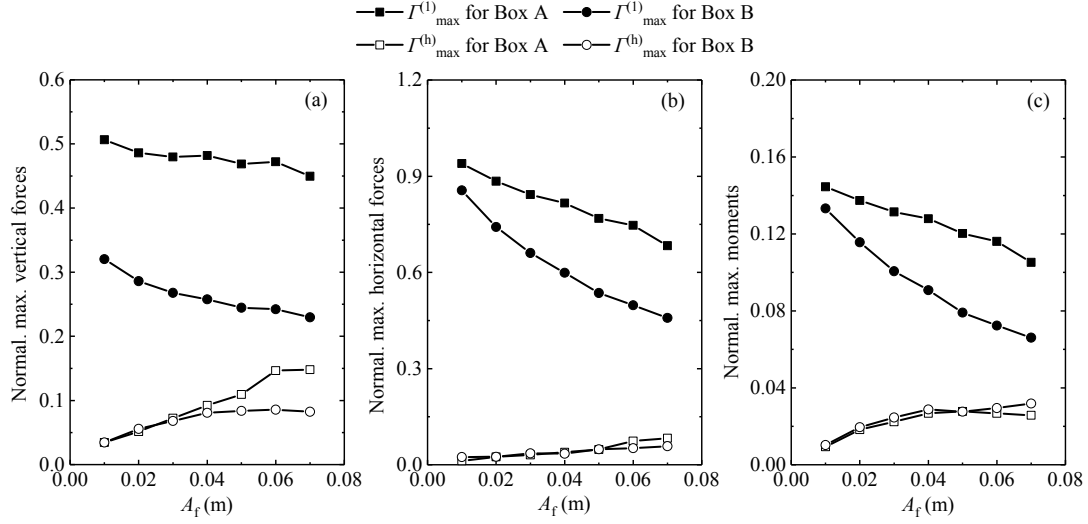 Γ(1)max for Box A Γ(1)max for Box B
Γ(h)max for Box A Γ(h)max for Box B
(a)
Normal. max. vertical forces
0.6
0.5
0.4
0.3
0.2
0.1
0.0
0.00 0.02 0.04 0.06 0.08
Af (m)
(b)
Normal. max. horizontal forces
1.2
0.9
0.6
0.3
0.0
0.00 0.02 0.04 0.06 0.08
Af (m)
(c)
Normal. max. moments
0.20
0.16
0.12
0.08
0.04
0.00
0.00 0.02 0.04 0.06 0.08
Af (m)